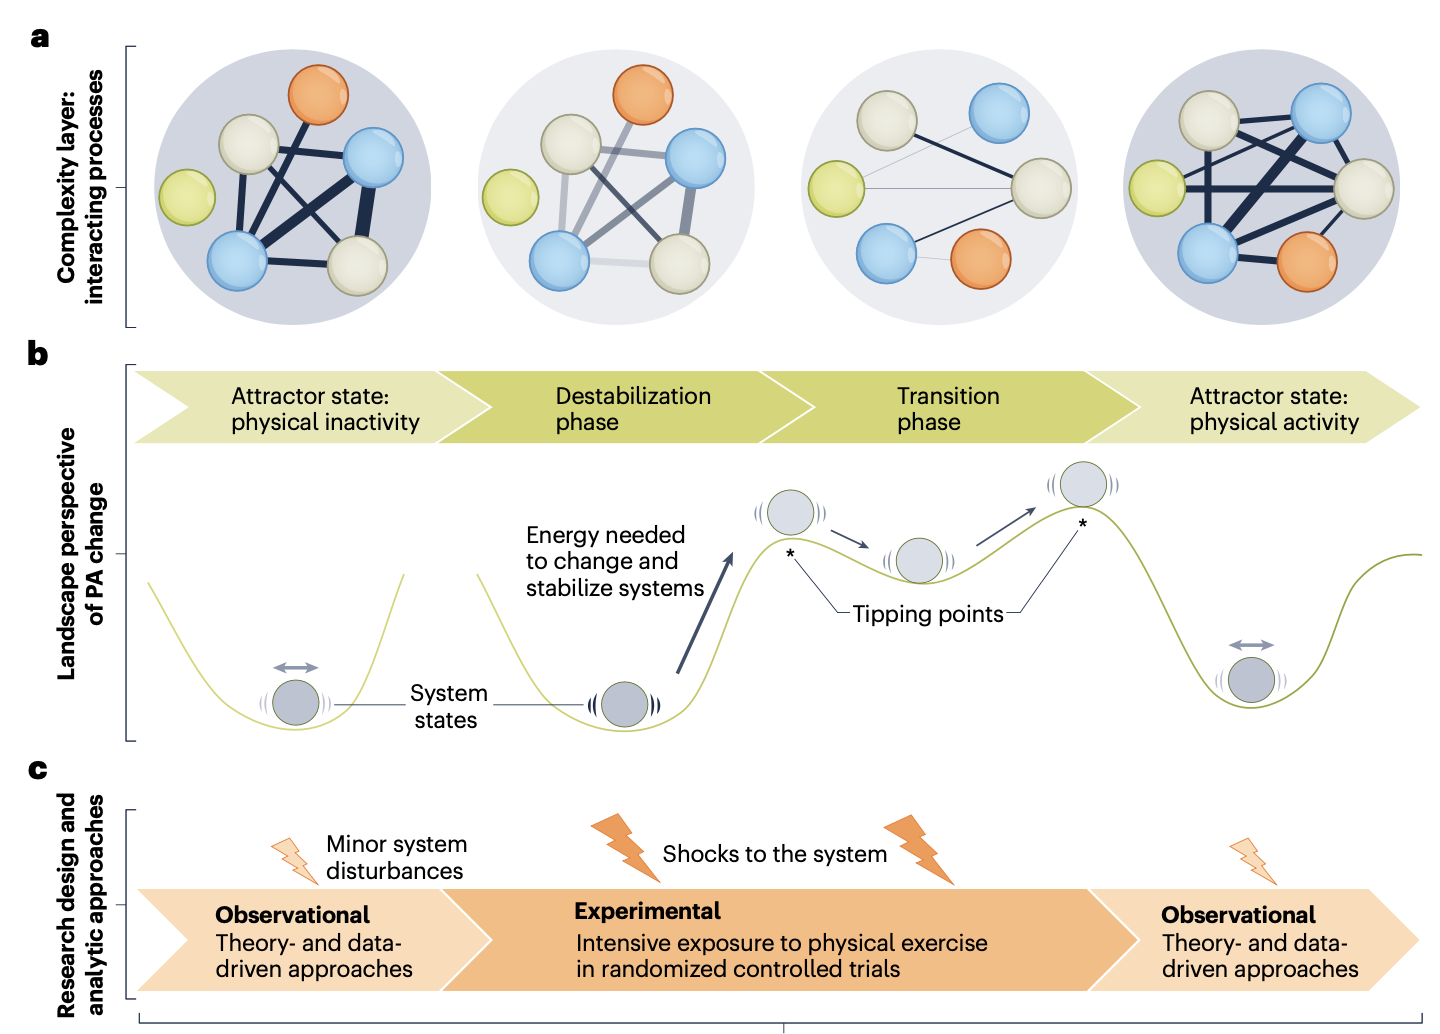 a
Complexity layer:
interacting processes
b
Landscape perspective
of PA change
Attractor state:
physical inactivity
Destabilization
phase
Transition
phase
Attractor state:
physical activity
Energy needed
to change and
stabilize systems
*
*
Tipping points
System
states
c
Research design and
analytic approaches
Minor system
disturbances
Shocks to the system
Observational
Theory- and data-
driven approaches
Experimental
Intensive exposure to physical exercise
in randomized controlled trials
Observational
Theory- and data-
driven approaches